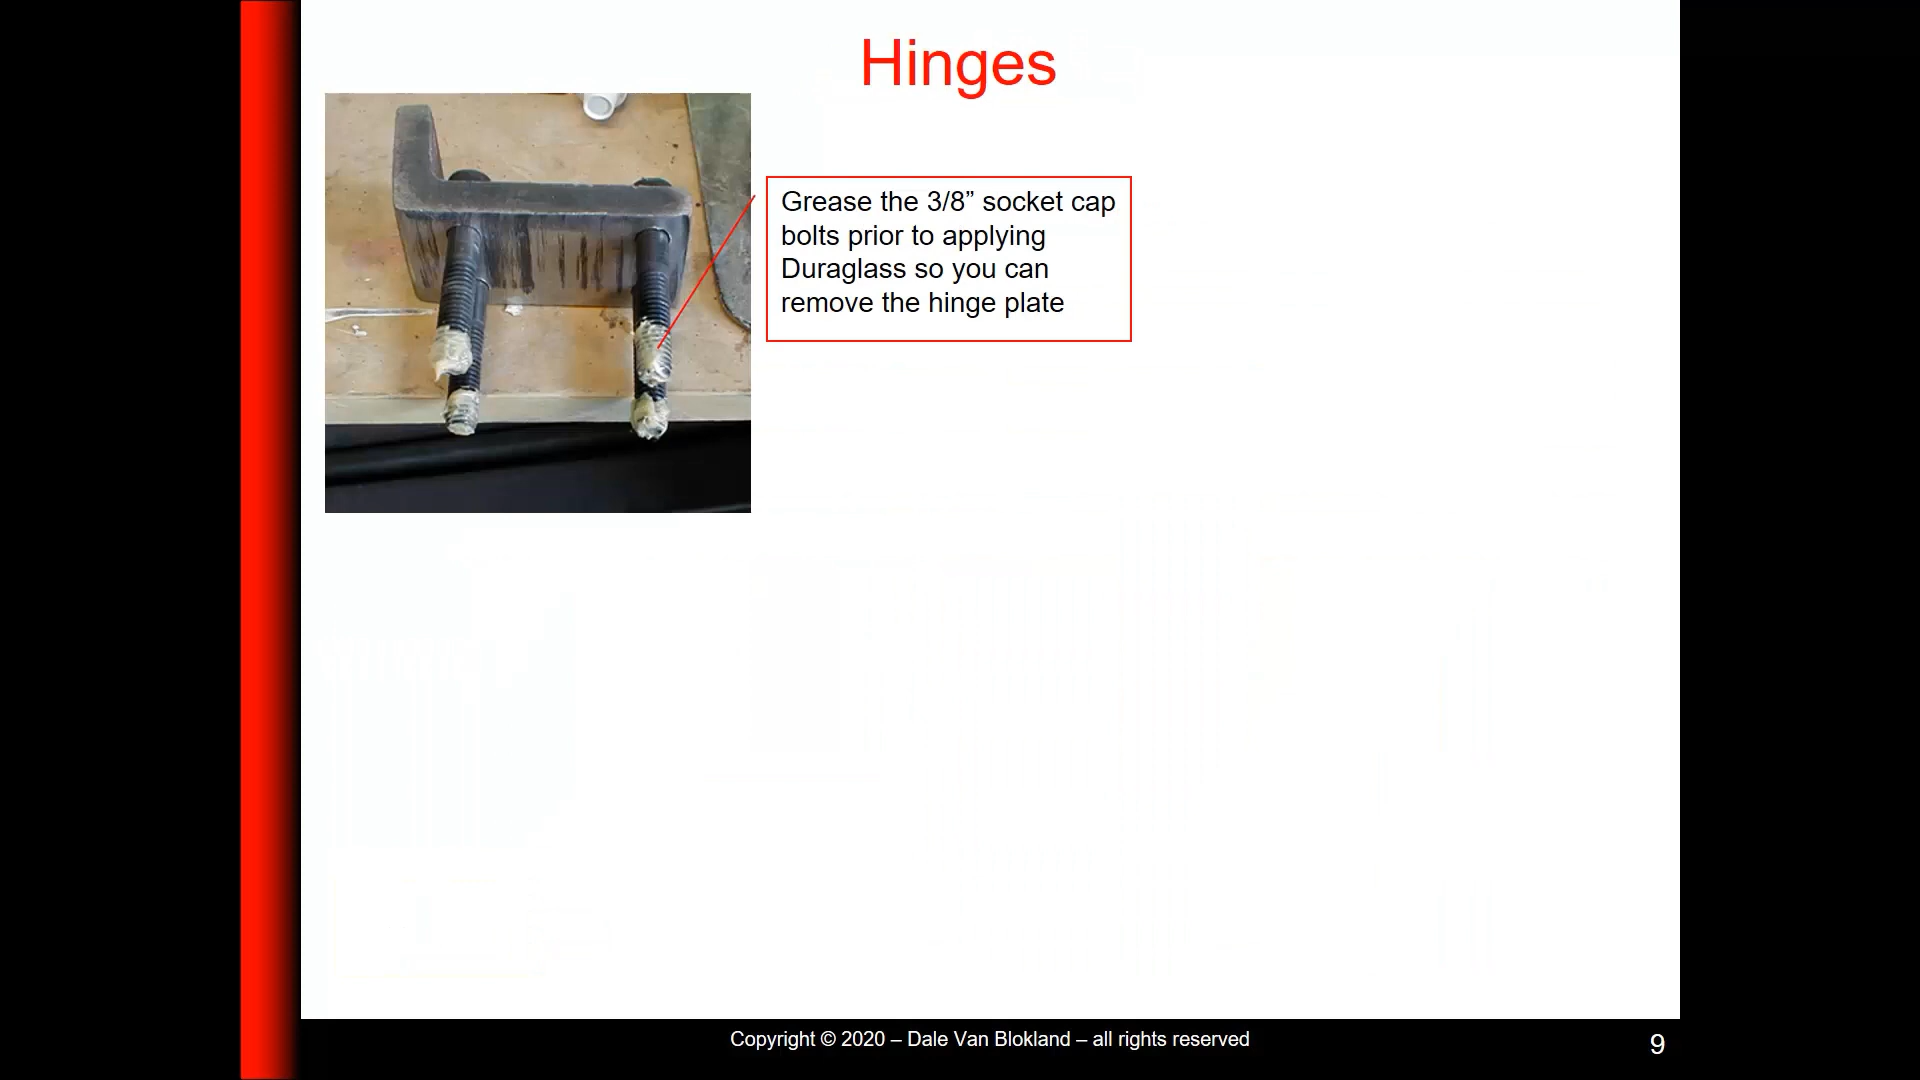 Hinges
Grease the 3/8” socket cap
bolts prior to applying
Duraglass so you can
remove the hinge plate
Copyright © 2020 – Dale Van Blokland – all rights reserved
9